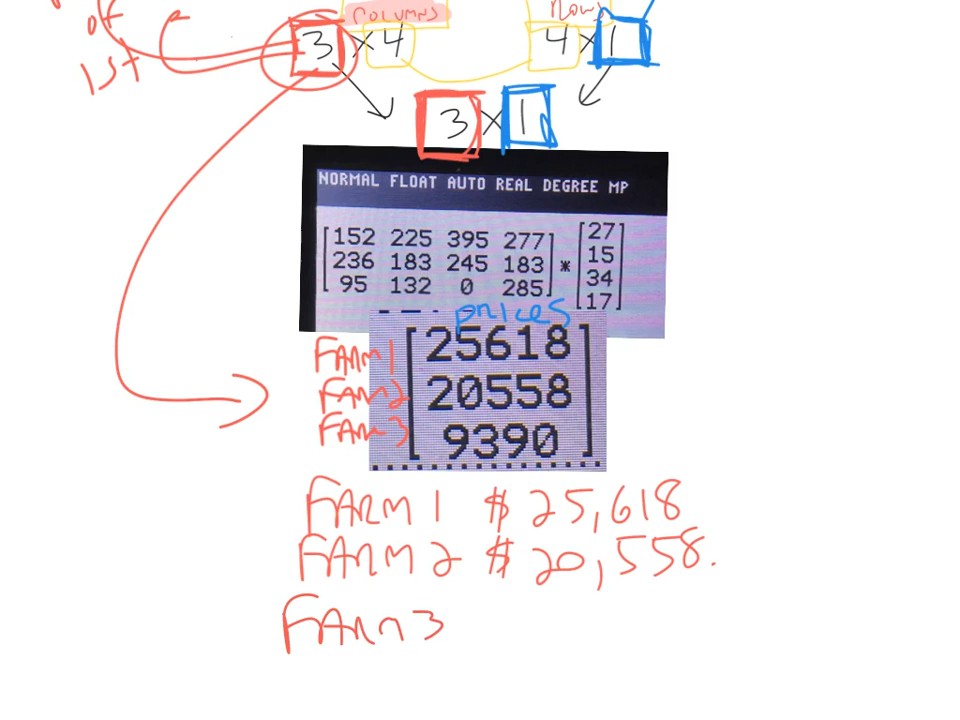 of
1st
COLUMNS
Rows
3 × 4 4 × 1
3 × 1
NORMAL FLOAT AUTO REAL DEGREE MP
[152 225 395 277] [27]
[236 183 245 183] * [15]
[95 132 0 285] [34]
[17]
prices
FARM 1 [25618]
FARM 2 [20558]
FARM 3 [9390]
FARM 1 $ 25,618
FARM 2 $ 20,558.
FARM 3